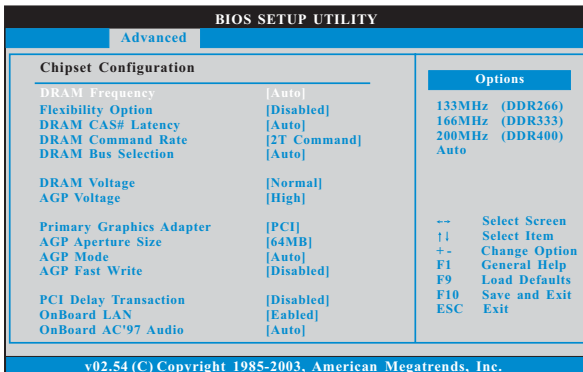 BIOS SETUP UTILITY
Advanced
Chipset Configuration
DRAM Frequency [Auto]
Flexibility Option [Disabled]
DRAM CAS# Latency [Auto]
DRAM Command Rate [2T Command]
DRAM Bus Selection [Auto]
DRAM Voltage [Normal]
AGP Voltage [High]
Primary Graphics Adapter [PCI]
AGP Aperture Size [64MB]
AGP Mode [Auto]
AGP Fast Write [Disabled]
PCI Delay Transaction [Disabled]
OnBoard LAN [Eabled]
OnBoard AC'97 Audio [Auto]
Options
133MHz (DDR266)
166MHz (DDR333)
200MHz (DDR400)
Auto
←→ Select Screen
↑↓ Select Item
+ - Change Option
F1 General Help
F9 Load Defaults
F10 Save and Exit
ESC Exit
v02.54 (C) Copyright 1985-2003, American Megatrends, Inc.